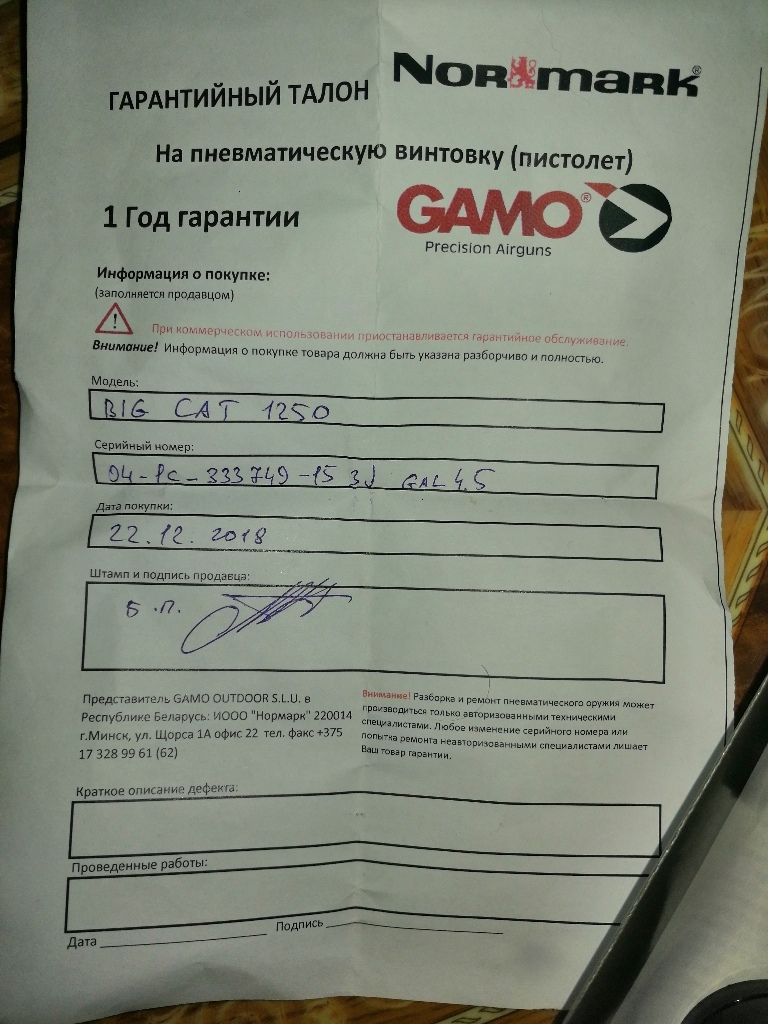 ГАРАНТИЙНЫЙ ТАЛОН
NORMARK®
На пневматическую винтовку (пистолет)
1 Год гарантии
GAMO®
Precision Airguns
Информация о покупке:
(заполняется продавцом)
При коммерческом использовании приостанавливается гарантийное обслуживание.
Внимание! Информация о покупке товара должна быть указана разборчиво и полностью.
Модель:
BIG CAT 1250
Серийный номер:
04-1C-333749-15 3J GAL 4.5
Дата покупки:
22.12.2018
Штамп и подпись продавца:
Б.П.
Представитель GAMO OUTDOOR S.L.U. в
Республике Беларусь: ИООО "Нормарк" 220014
г.Минск, ул. Щорса 1А офис 22 тел. факс +375
17 328 99 61 (62)
Внимание! Разборка и ремонт пневматического оружия может
производиться только авторизованными техническими
специалистами. Любое изменение серийного номера или
попытка ремонта неавторизованными специалистами лишает
Ваш товар гарантии.
Краткое описание дефекта:
Проведенные работы:
Дата
Подпись